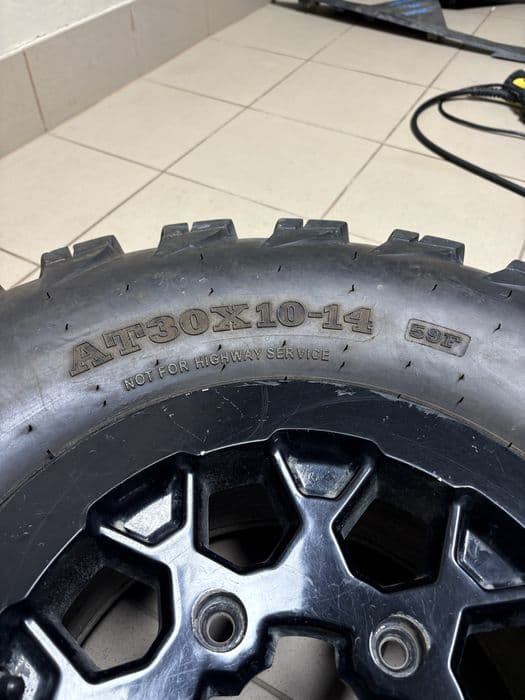 AT30X10-14 59F
NOT FOR HIGHWAY SERVICE